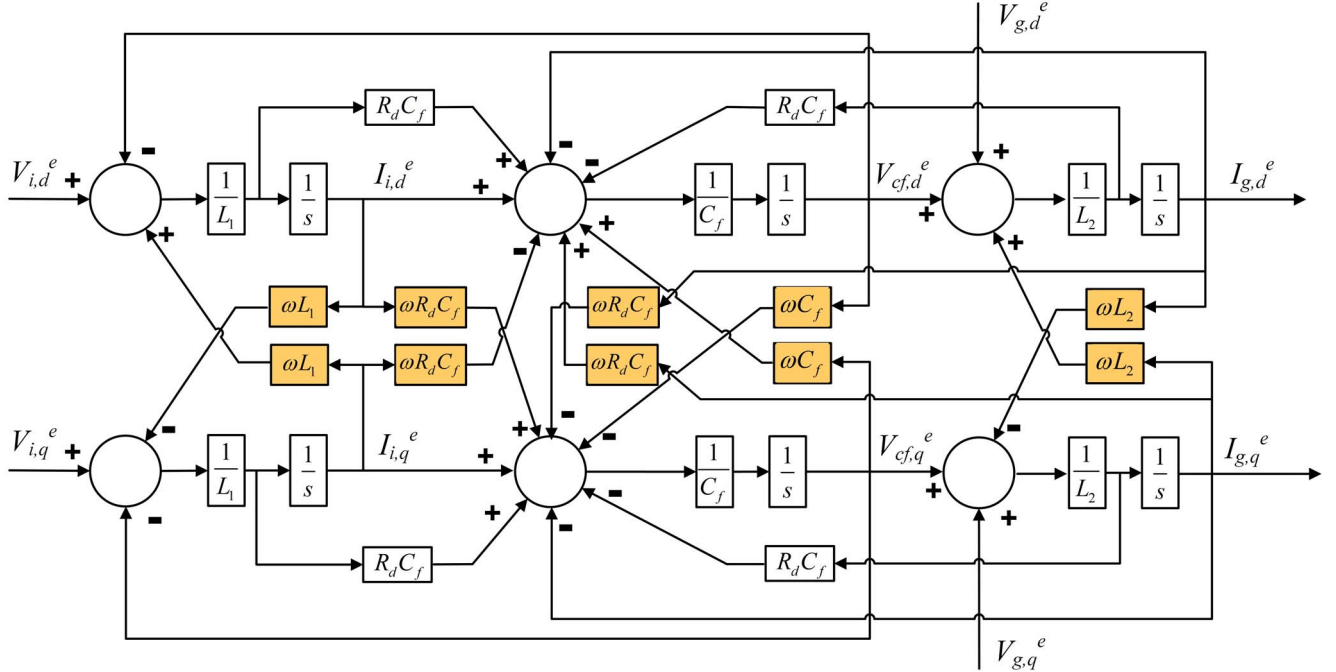 V_{g,d}^e
R_d C_f
R_d C_f
V_{i,d}^e
1/L_1
1/s
I_{i,d}^e
1/C_f
1/s
V_{cf,d}^e
1/L_2
1/s
I_{g,d}^e
ωL_1
ωR_d C_f
ωR_d C_f
ωC_f
ωL_2
ωL_1
ωR_d C_f
ωR_d C_f
ωC_f
ωL_2
V_{i,q}^e
1/L_1
1/s
I_{i,q}^e
1/C_f
1/s
V_{cf,q}^e
1/L_2
1/s
I_{g,q}^e
R_d C_f
R_d C_f
V_{g,q}^e